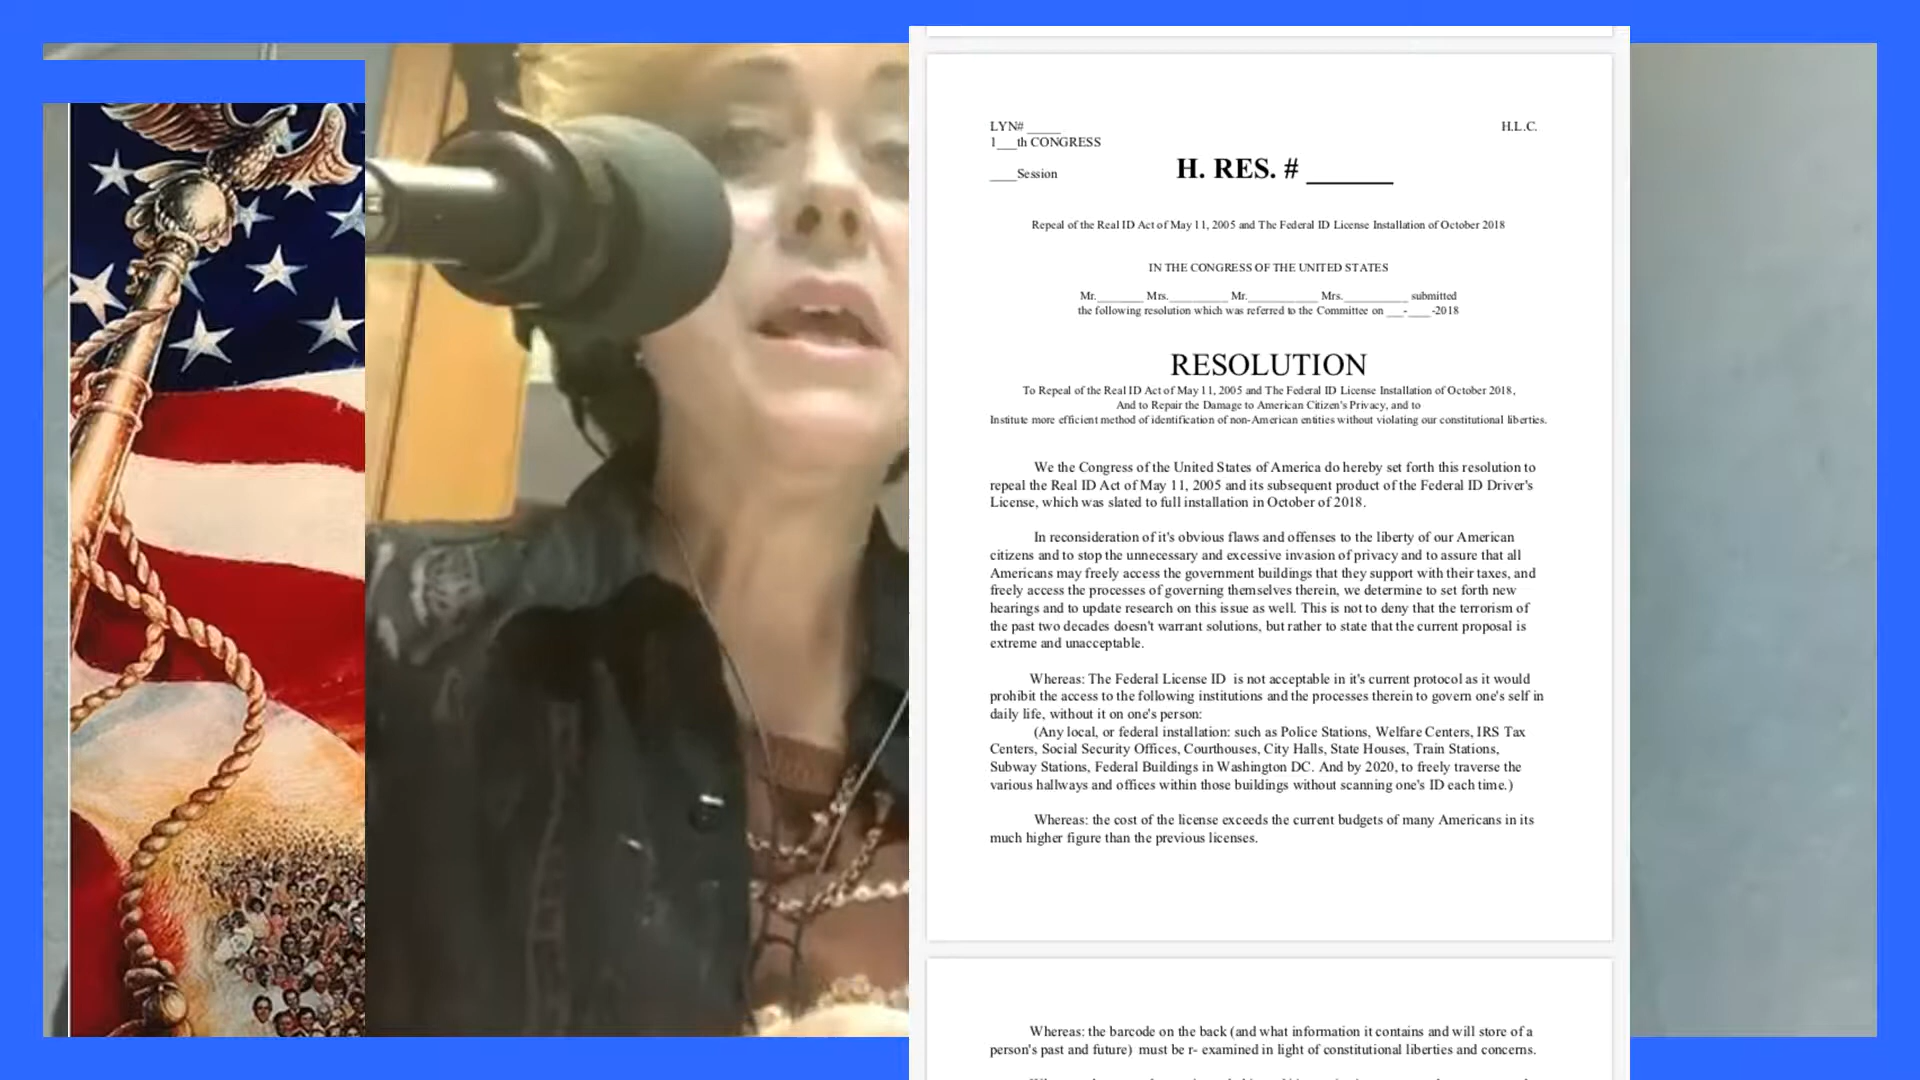 LYN# _____
H.L.C.
1___th CONGRESS
____Session
H. RES. # ______
Repeal of the Real ID Act of May 11, 2005 and The Federal ID License Installation of October 2018
IN THE CONGRESS OF THE UNITED STATES
Mr.________ Mrs.__________ Mr.____________ Mrs.___________ submitted
the following resolution which was referred to the Committee on ___-____-2018
RESOLUTION
To Repeal of the Real ID Act of May 11, 2005 and The Federal ID License Installation of October 2018,
And to Repair the Damage to American Citizen's Privacy, and to
Institute more efficient method of identification of non-American entities without violating our constitutional liberties.
We the Congress of the United States of America do hereby set forth this resolution to
repeal the Real ID Act of May 11, 2005 and its subsequent product of the Federal ID Driver's
License, which was slated to full installation in October of 2018.
In reconsideration of it's obvious flaws and offenses to the liberty of our American
citizens and to stop the unnecessary and excessive invasion of privacy and to assure that all
Americans may freely access the government buildings that they support with their taxes, and
freely access the processes of governing themselves therein, we determine to set forth new
hearings and to update research on this issue as well. This is not to deny that the terrorism of
the past two decades doesn't warrant solutions, but rather to state that the current proposal is
extreme and unacceptable.
Whereas: The Federal License ID is not acceptable in it's current protocol as it would
prohibit the access to the following institutions and the processes therein to govern one's self in
daily life, without it on one's person:
(Any local, or federal installation: such as Police Stations, Welfare Centers, IRS Tax
Centers, Social Security Offices, Courthouses, City Halls, State Houses, Train Stations,
Subway Stations, Federal Buildings in Washington DC. And by 2020, to freely traverse the
various hallways and offices within those buildings without scanning one's ID each time.)
Whereas: the cost of the license exceeds the current budgets of many Americans in its
much higher figure than the previous licenses.
Whereas: the barcode on the back (and what information it contains and will store of a
person's past and future) must be r- examined in light of constitutional liberties and concerns.